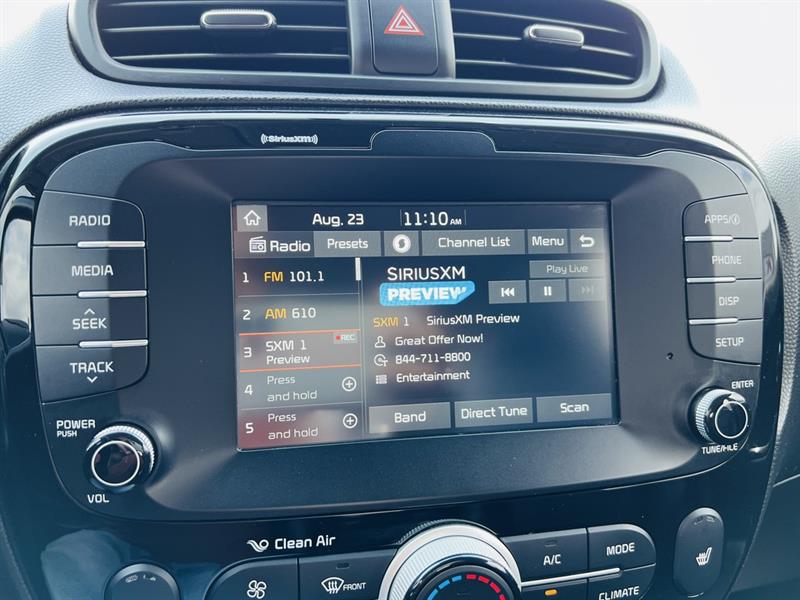 SiriusXM
RADIO
MEDIA
SEEK
TRACK
POWER
PUSH
VOL
Aug. 23 11:10 AM
Radio Presets Channel List Menu
1 FM 101.1
2 AM 610
3 SXM 1 REC
Preview
4 Press
and hold
5 Press
and hold
SIRIUSXM
PREVIEW
Play Live
SXM 1 SiriusXM Preview
Great Offer Now!
844-711-8800
Entertainment
Band Direct Tune Scan
APPS/
PHONE
DISP
SETUP
ENTER
TUNE/FILE
Clean Air
FRONT
A/C
MODE
CLIMATE